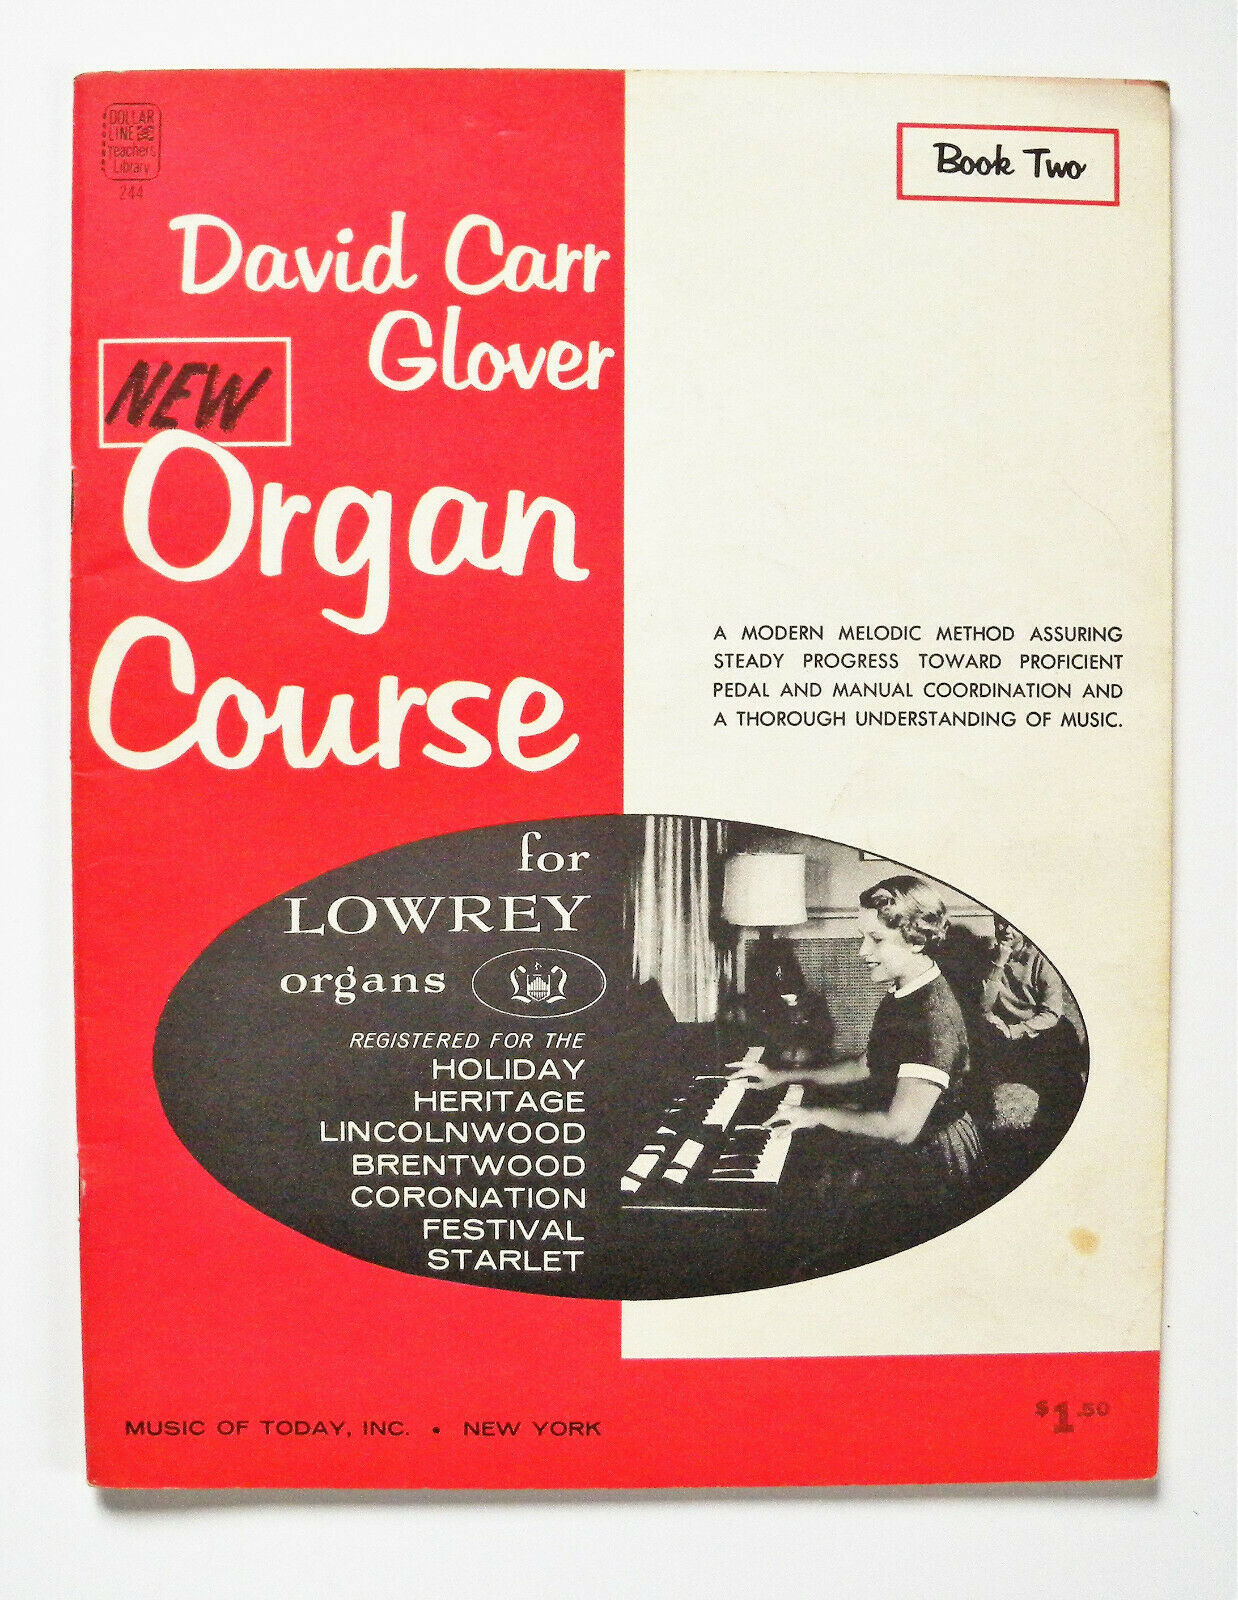 DOLLAR
LINE
Teachers
Library
244
Book Two
David Carr
Glover
NEW
Organ
Course
A MODERN MELODIC METHOD ASSURING
STEADY PROGRESS TOWARD PROFICIENT
PEDAL AND MANUAL COORDINATION AND
A THOROUGH UNDERSTANDING OF MUSIC.
for
LOWREY
organs
REGISTERED FOR THE
HOLIDAY
HERITAGE
LINCOLNWOOD
BRENTWOOD
CORONATION
FESTIVAL
STARLET
MUSIC OF TODAY, INC. • NEW YORK
$1.50